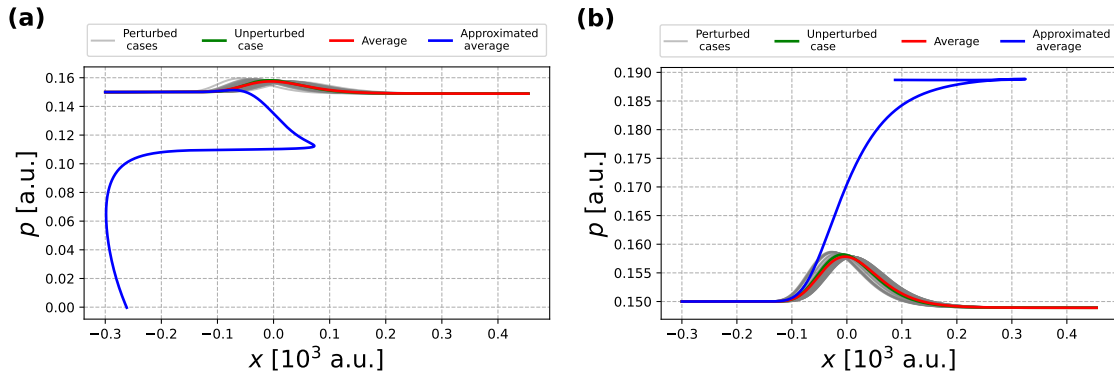 (a)
Perturbed cases
Unperturbed case
Average
Approximated average
p [a.u.]
0.16
0.14
0.12
0.10
0.08
0.06
0.04
0.02
0.00
−0.3 −0.2 −0.1 0.0 0.1 0.2 0.3 0.4 0.5
x [10³ a.u.]
(b)
Perturbed cases
Unperturbed case
Average
Approximated average
p [a.u.]
0.190
0.185
0.180
0.175
0.170
0.165
0.160
0.155
0.150
−0.3 −0.2 −0.1 0.0 0.1 0.2 0.3 0.4
x [10³ a.u.]